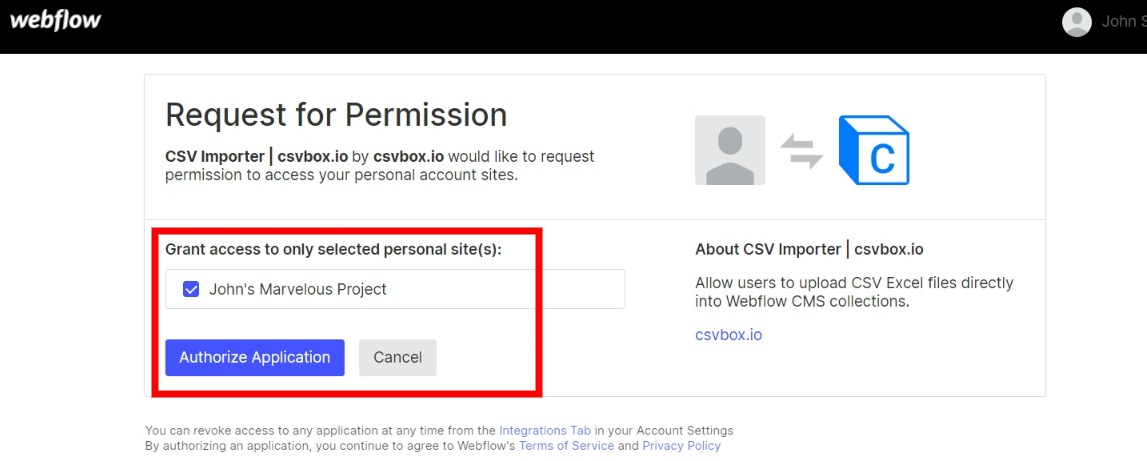 webflow
John S
Request for Permission
CSV Importer | csvbox.io by csvbox.io would like to request
permission to access your personal account sites.
C
Grant access to only selected personal site(s):
John's Marvelous Project
Authorize Application
Cancel
About CSV Importer | csvbox.io
Allow users to upload CSV Excel files directly
into Webflow CMS collections.
csvbox.io
You can revoke access to any application at any time from the Integrations Tab in your Account Settings
By authorizing an application, you continue to agree to Webflow's Terms of Service and Privacy Policy